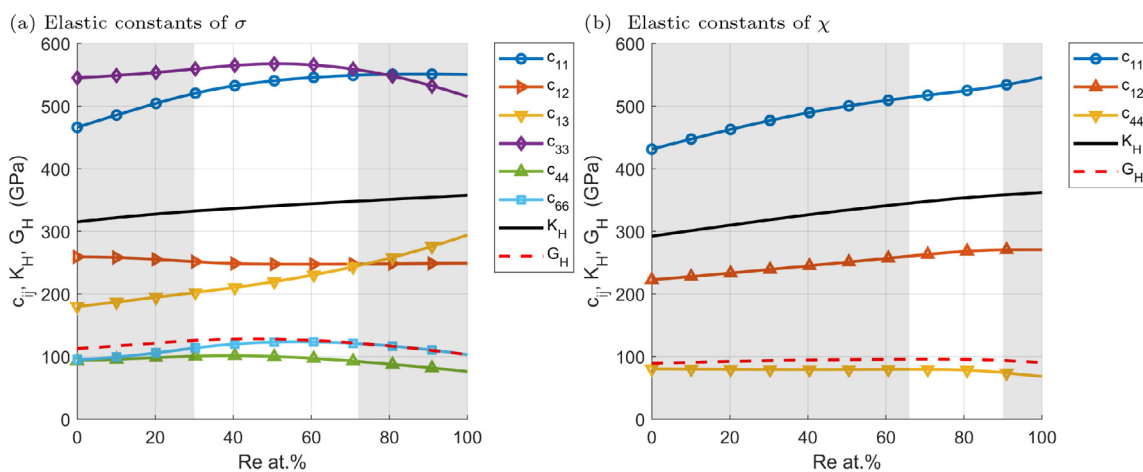 (a) Elastic constants of σ
600
500
400
300
200
100
0
c_ij, K_H, G_H (GPa)
0 20 40 60 80 100
Re at.%
c_11
c_12
c_13
c_33
c_44
c_66
K_H
G_H
(b) Elastic constants of χ
600
500
400
300
200
100
0
c_ij, K_H, G_H (GPa)
0 20 40 60 80 100
Re at.%
c_11
c_12
c_44
K_H
G_H